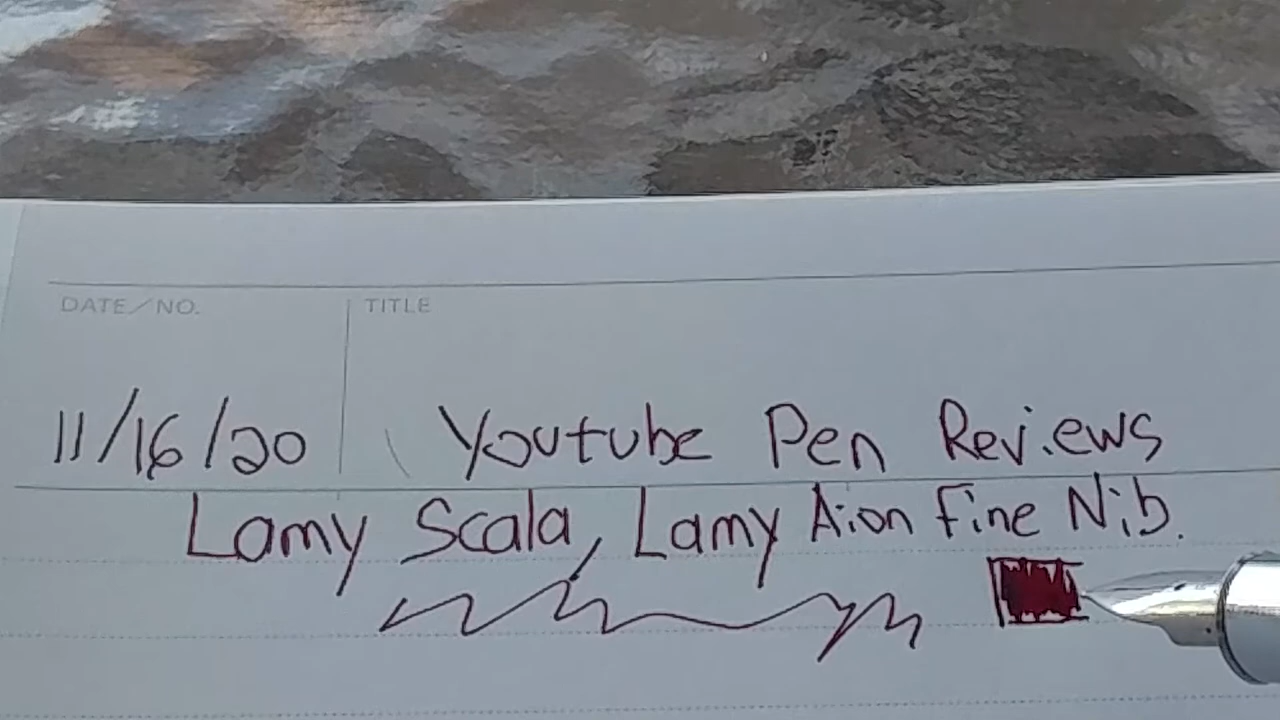 DATE/NO. TITLE
11/16/20 Youtube Pen Reviews
Lamy Scala, Lamy Aion Fine Nib.